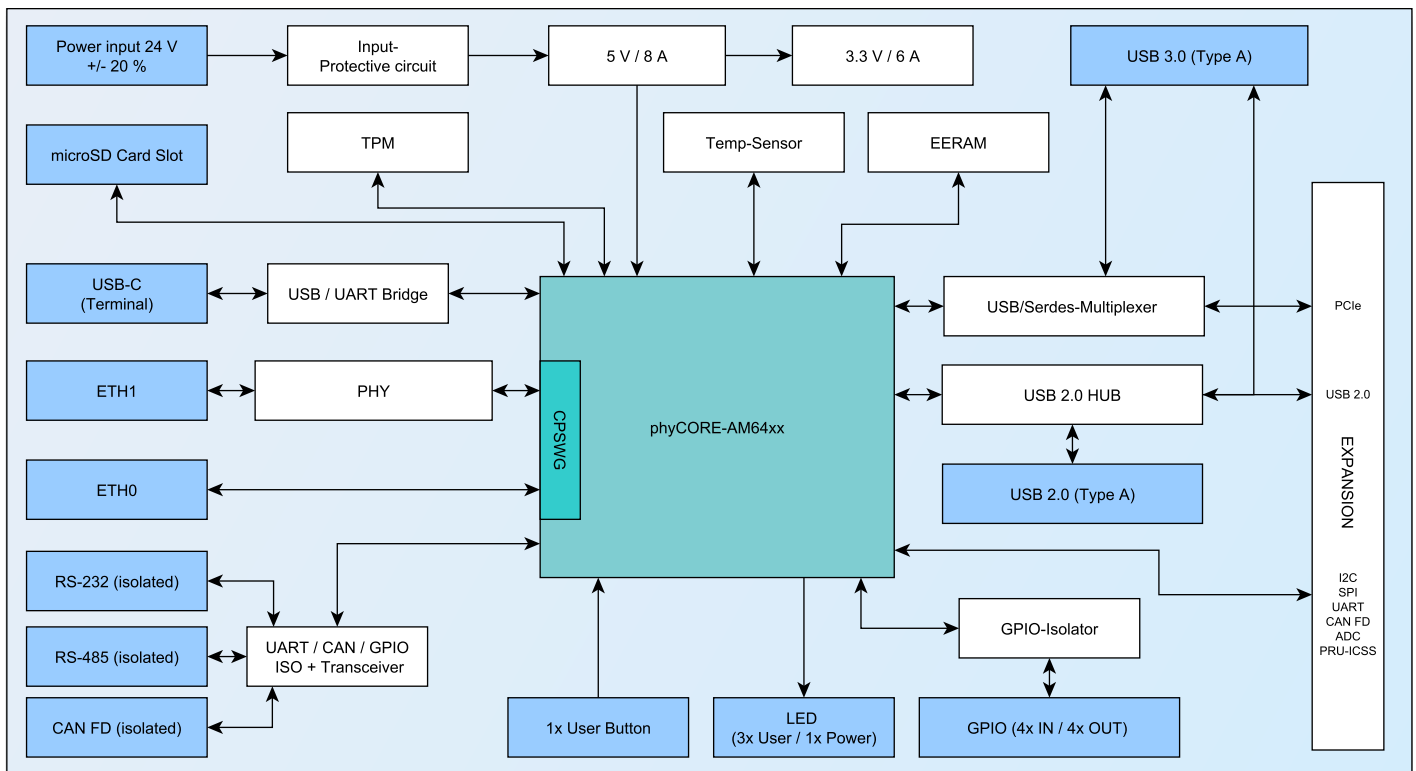 Power input 24 V
+/- 20 %
Input-
Protective circuit
5 V / 8 A
3.3 V / 6 A
USB 3.0 (Type A)
microSD Card Slot
TPM
Temp-Sensor
EERAM
USB-C
(Terminal)
USB / UART Bridge
USB/Serdes-Multiplexer
PCIe
ETH1
PHY
CPSWG
phyCORE-AM64xx
USB 2.0 HUB
USB 2.0
ETH0
USB 2.0 (Type A)
EXPANSION
RS-232 (isolated)
RS-485 (isolated)
CAN FD (isolated)
UART / CAN / GPIO
ISO + Transceiver
GPIO-Isolator
I2C
SPI
UART
CAN FD
ADC
PRU-ICSS
1x User Button
LED
(3x User / 1x Power)
GPIO (4x IN / 4x OUT)